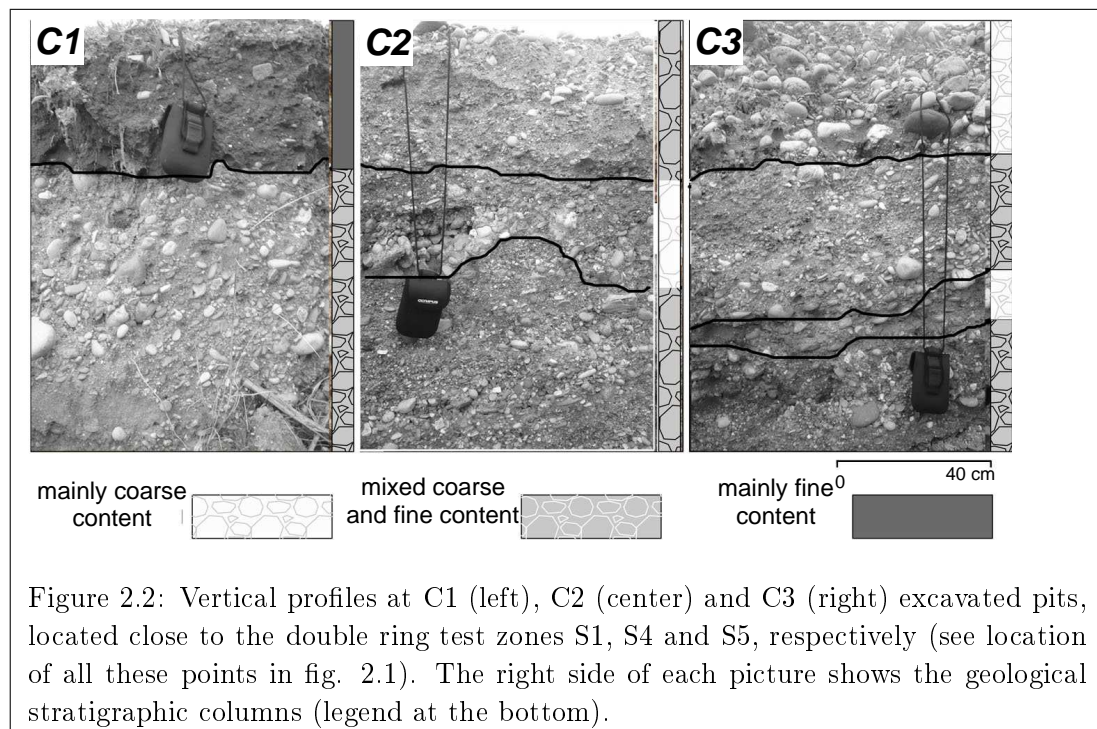 C1
C2
C3
OLYMPUS
mainly coarse
content
mixed coarse
and fine content
mainly fine
content
0
40 cm
Figure 2.2: Vertical profiles at C1 (left), C2 (center) and C3 (right) excavated pits,
located close to the double ring test zones S1, S4 and S5, respectively (see location
of all these points in fig. 2.1). The right side of each picture shows the geological
stratigraphic columns (legend at the bottom).